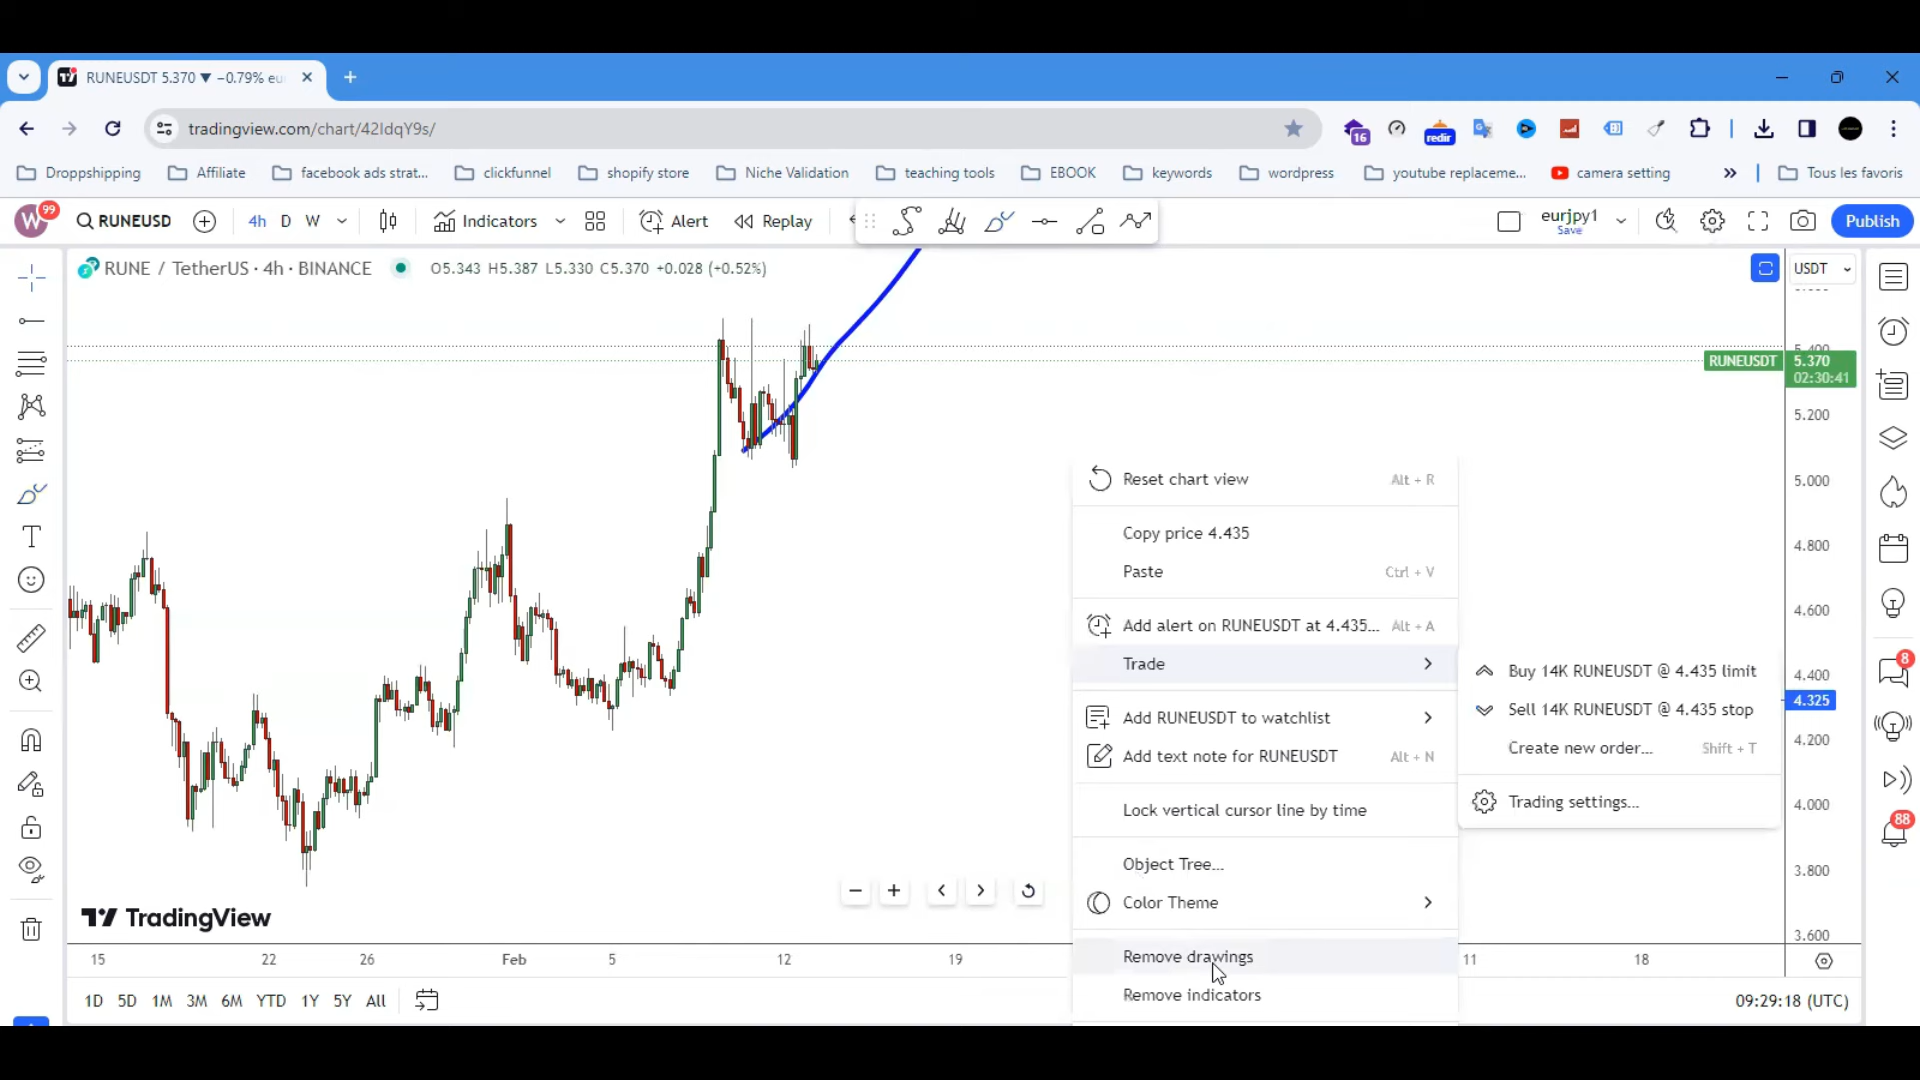 RUNEUSDT 5.370 ▼ −0.79% eu
tradingview.com/chart/42IdqY9s/
16
redir
Droppshipping
Affiliate
facebook ads strat...
clickfunnel
shopify store
Niche Validation
teaching tools
EBOOK
keywords
wordpress
youtube replaceme...
camera setting
»
Tous les favoris
W
99
RUNEUSD
4h
D
W
Indicators
Alert
Replay
eurjpy1
Save
Publish
RUNE / TetherUS · 4h · BINANCE
O5.343 H5.387 L5.330 C5.370 +0.028 (+0.52%)
USDT
5.400
RUNEUSDT
5.370
02:30:41
5.200
5.000
4.800
4.600
4.400
4.325
4.200
4.000
3.800
3.600
Reset chart view
Alt + R
Copy price 4.435
Paste
Ctrl + V
Add alert on RUNEUSDT at 4.435...
Alt + A
Trade
Add RUNEUSDT to watchlist
Add text note for RUNEUSDT
Alt + N
Lock vertical cursor line by time
Object Tree...
Color Theme
Remove drawings
Remove indicators
Buy 14K RUNEUSDT @ 4.435 limit
Sell 14K RUNEUSDT @ 4.435 stop
Create new order...
Shift + T
Trading settings...
8
88
TradingView
15
22
26
Feb
5
12
19
11
18
1D
5D
1M
3M
6M
YTD
1Y
5Y
All
09:29:18 (UTC)